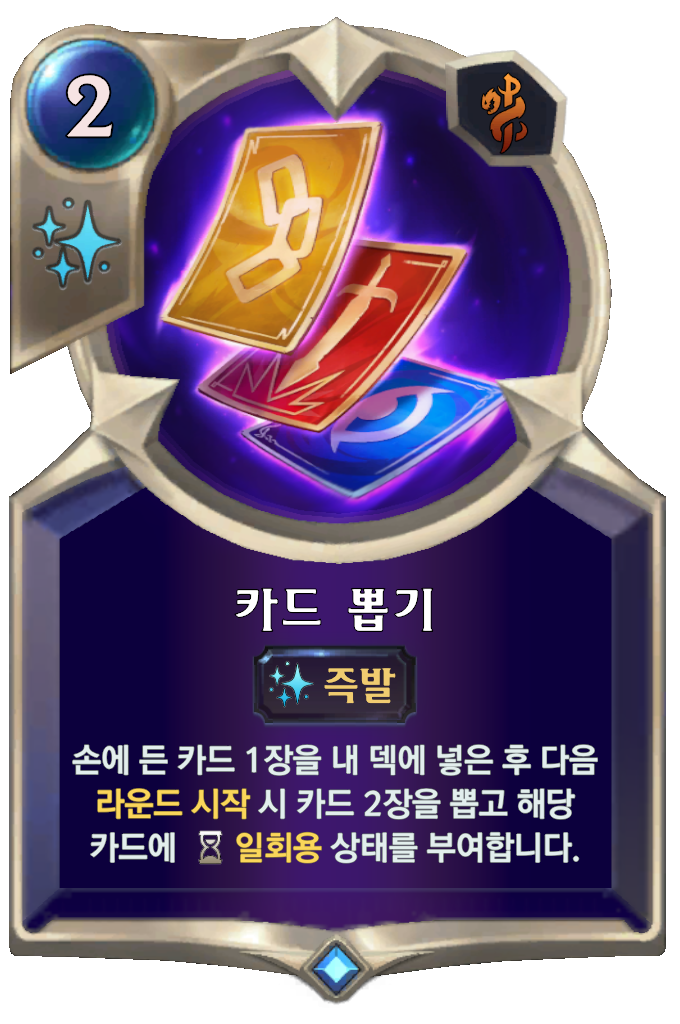 2
카드 뽑기
즉발
손에 든 카드 1장을 내 덱에 넣은 후 다음
라운드 시작 시 카드 2장을 뽑고 해당
카드에 일회용 상태를 부여합니다.